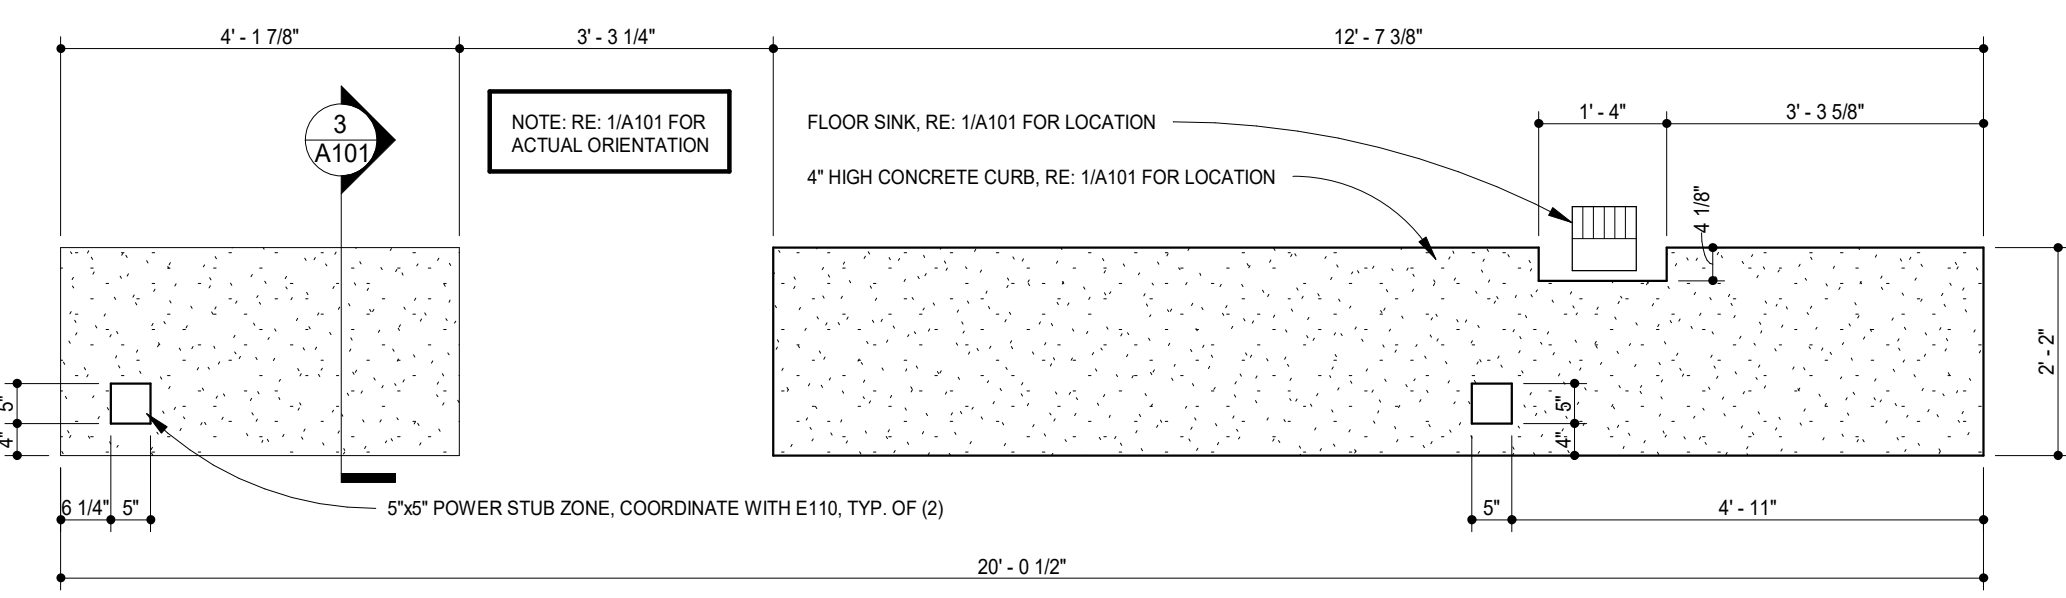 4' - 1 7/8"
3' - 3 1/4"
12' - 7 3/8"
1' - 4"
3' - 3 5/8"
3
A101
NOTE: RE: 1/A101 FOR
ACTUAL ORIENTATION
FLOOR SINK, RE: 1/A101 FOR LOCATION
4" HIGH CONCRETE CURB, RE: 1/A101 FOR LOCATION
4 1/8"
2' - 2"
5"
4"
5"
4"
6 1/4"
5"
5"x5" POWER STUB ZONE, COORDINATE WITH E110, TYP. OF (2)
5"
4' - 11"
20' - 0 1/2"